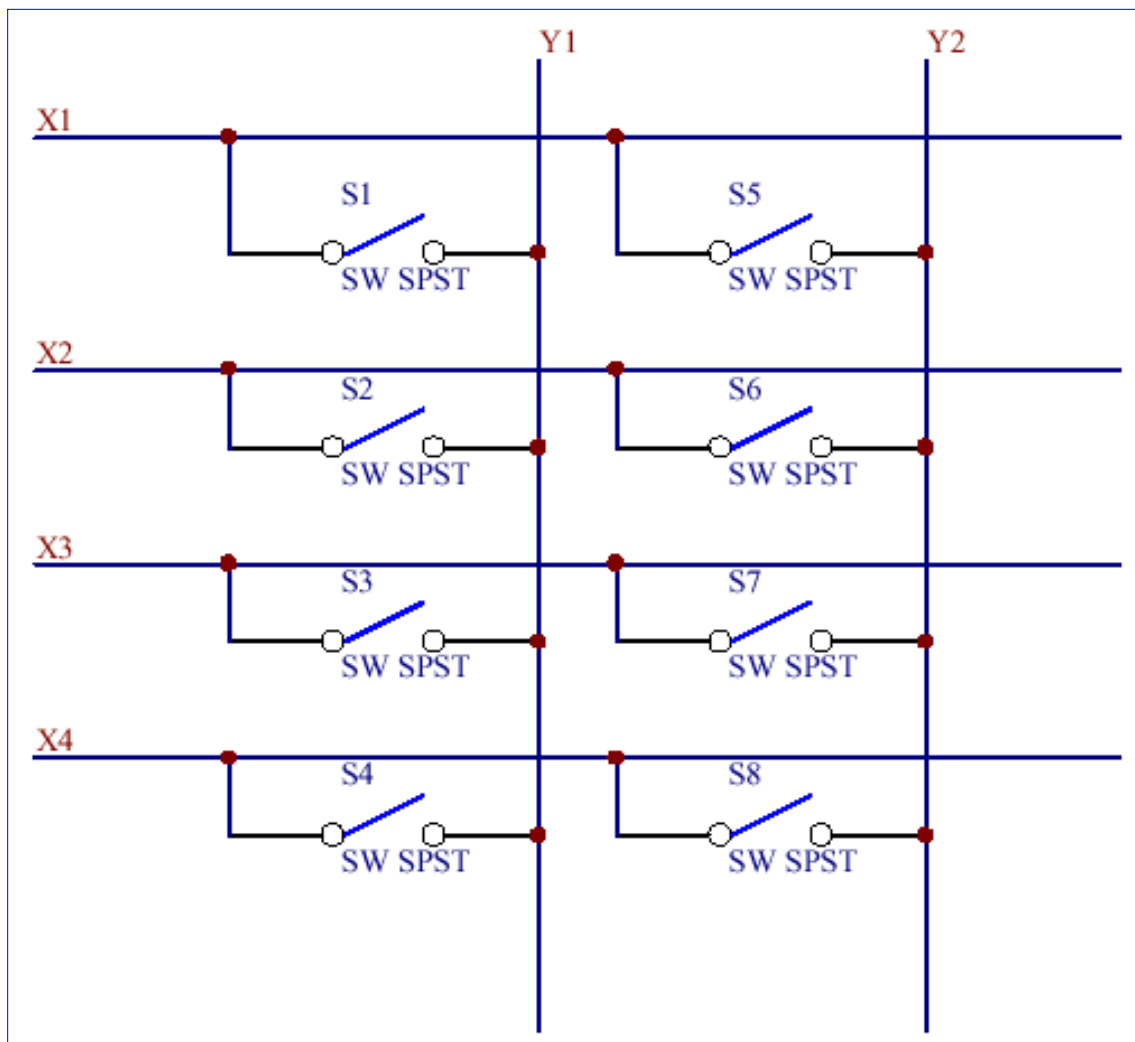 Y1 Y2
X1
S1 S5
SW SPST SW SPST
X2
S2 S6
SW SPST SW SPST
X3
S3 S7
SW SPST SW SPST
X4
S4 S8
SW SPST SW SPST